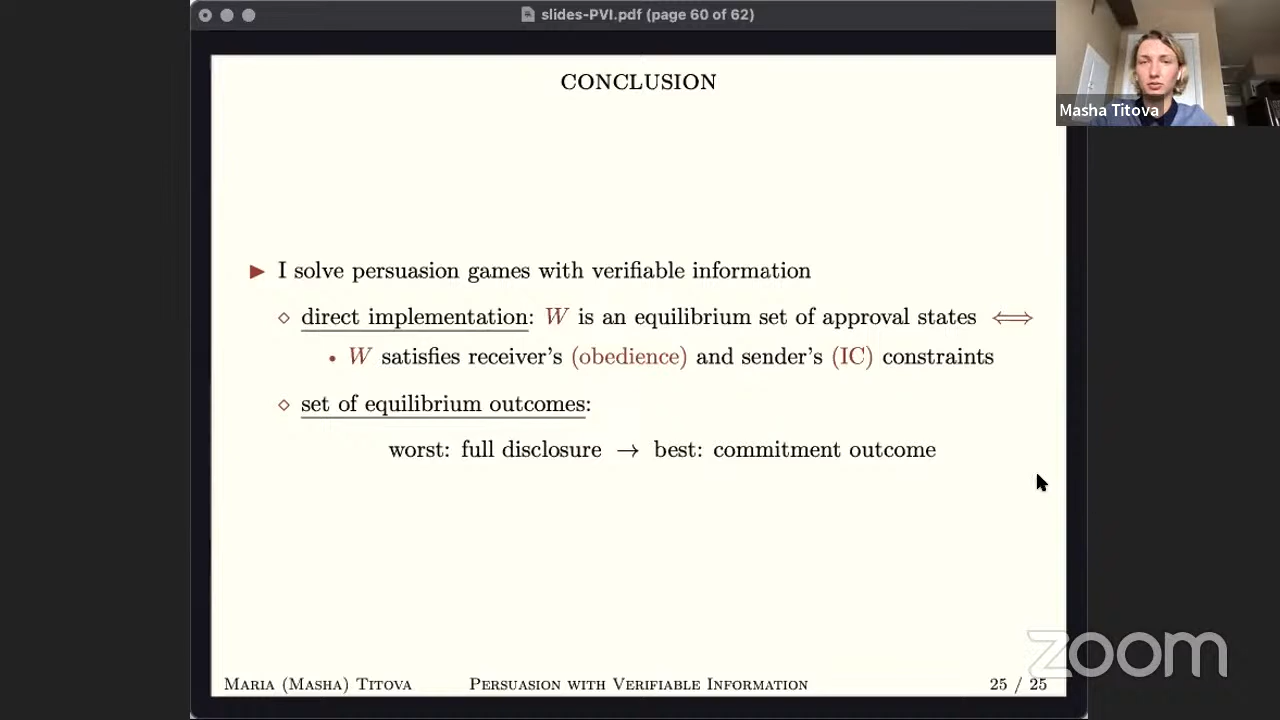 slides-PVI.pdf (page 60 of 62)
CONCLUSION
Masha Titova
▶ I solve persuasion games with verifiable information
◇ direct implementation: W is an equilibrium set of approval states ⟺
• W satisfies receiver's (obedience) and sender's (IC) constraints
◇ set of equilibrium outcomes:
worst: full disclosure → best: commitment outcome
zoom
MARIA (MASHA) TITOVA PERSUASION WITH VERIFIABLE INFORMATION 25 / 25